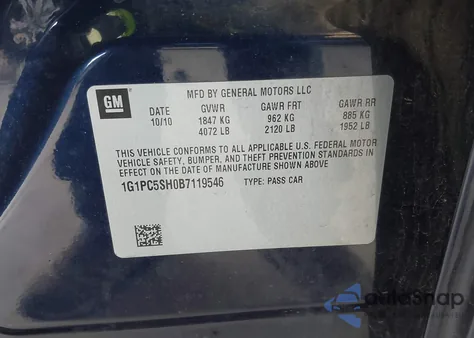 GM
MFD BY GENERAL MOTORS LLC
DATE GVWR GAWR FRT GAWR RR
10/10 1847 KG 962 KG 885 KG
4072 LB 2120 LB 1952 LB
THIS VEHICLE CONFORMS TO ALL APPLICABLE U.S. FEDERAL MOTOR
VEHICLE SAFETY, BUMPER, AND THEFT PREVENTION STANDARDS IN
EFFECT ON THE DATE OF MANUFACTURE SHOWN ABOVE.
1G1PC5SH0B7119546 TYPE: PASS CAR
autoSnap